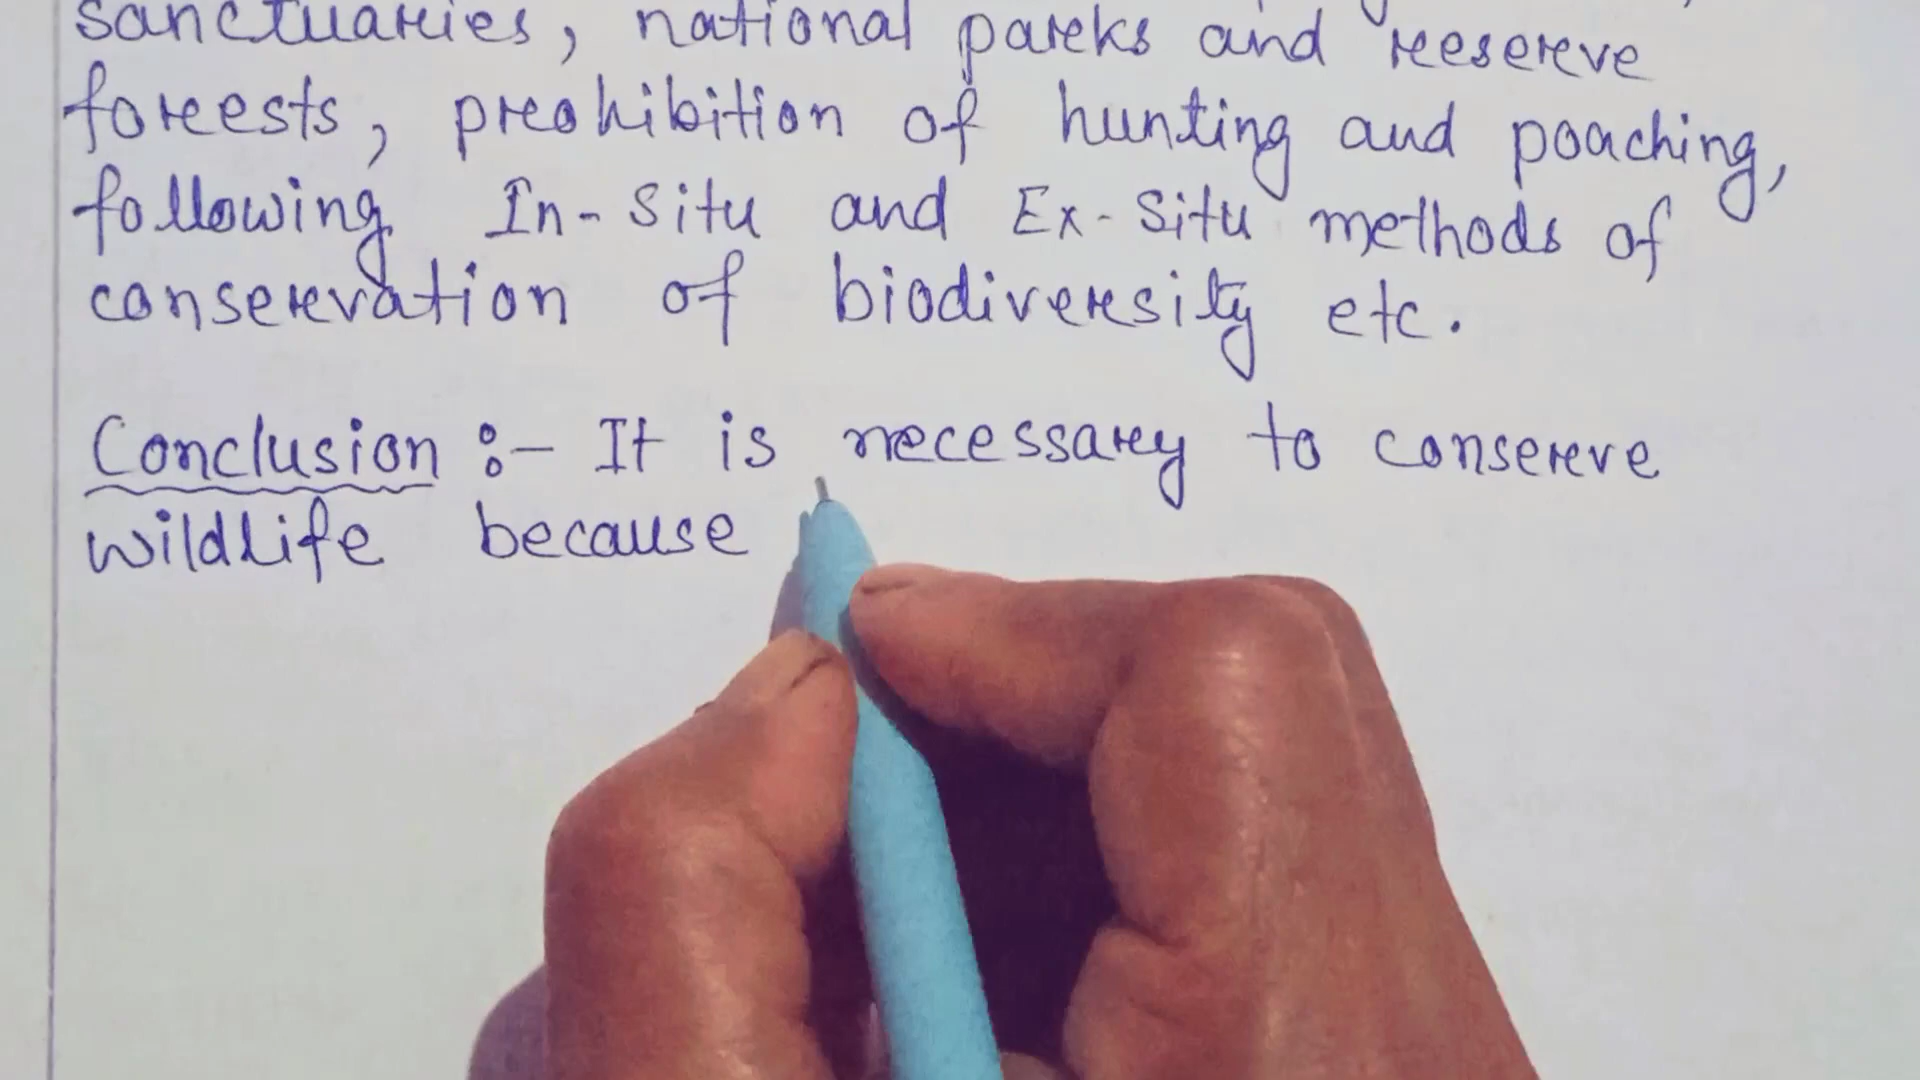 sanctuaries, national parks and reserve
forests, prohibition of hunting and poaching,
following In-Situ and Ex-Situ methods of
conservation of biodiversity etc.
Conclusion :- It is necessary to conserve
wildlife because